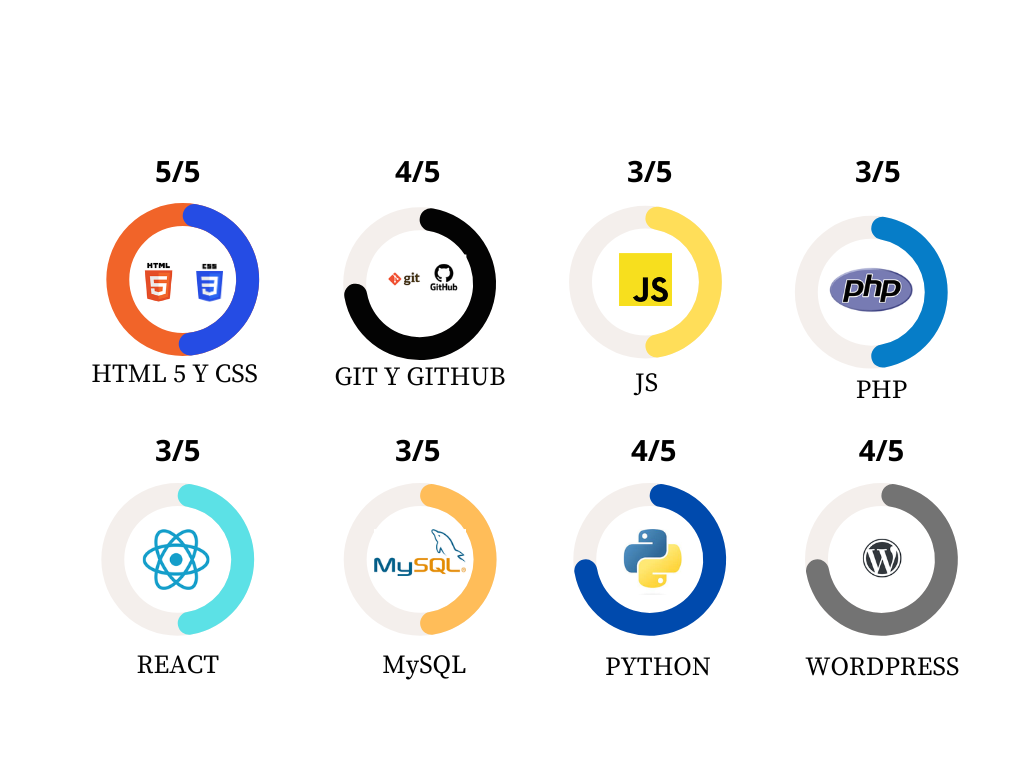 5/5
4/5
3/5
3/5
HTML
5
CSS
3
git
GitHub
JS
php
HTML 5 Y CSS
GIT Y GITHUB
JS
PHP
3/5
3/5
4/5
4/5
MySQL®
W
REACT
MySQL
PYTHON
WORDPRESS